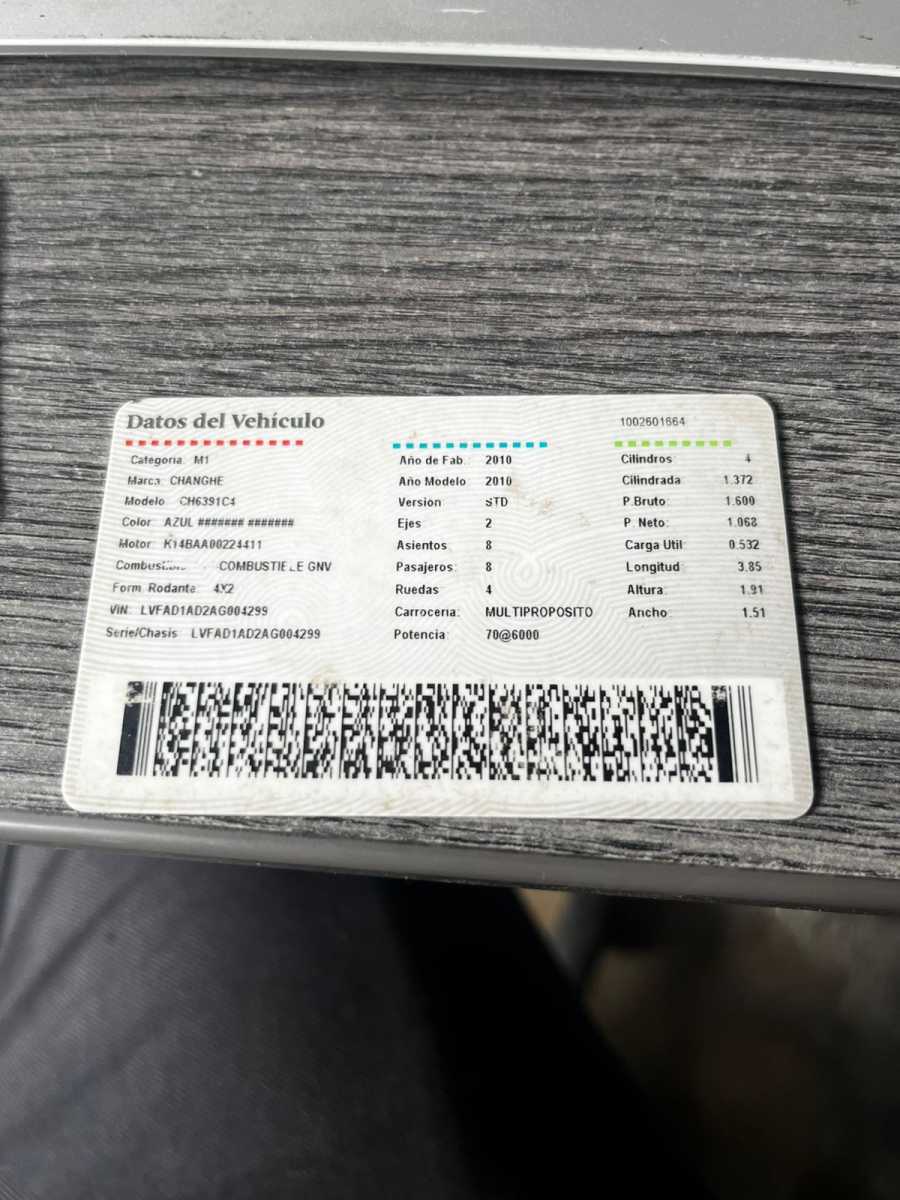 Datos del Vehículo
1002601664
Categoria: M1
Marca: CHANGHE
Modelo CH6391C4
Color: AZUL ####### #######
Motor: K14BAA00224411
COMBUSTIBLE GNV
Form. Rodante: 4X2
VIN: LVFAD1AD2AG004299
Serie/Chasis LVFAD1AD2AG004299
Año de Fab.: 2010
Año Modelo 2010
Version STD
Ejes 2
Asientos 8
Pasajeros: 8
Ruedas 4
Carroceria: MULTIPROPOSITO
Potencia: 70@6000
Cilindros 4
Cilindrada 1.372
P.Bruto: 1.600
P. Neto: 1.068
Carga Util 0.532
Longitud 3.85
Altura: 1.91
Ancho: 1.51